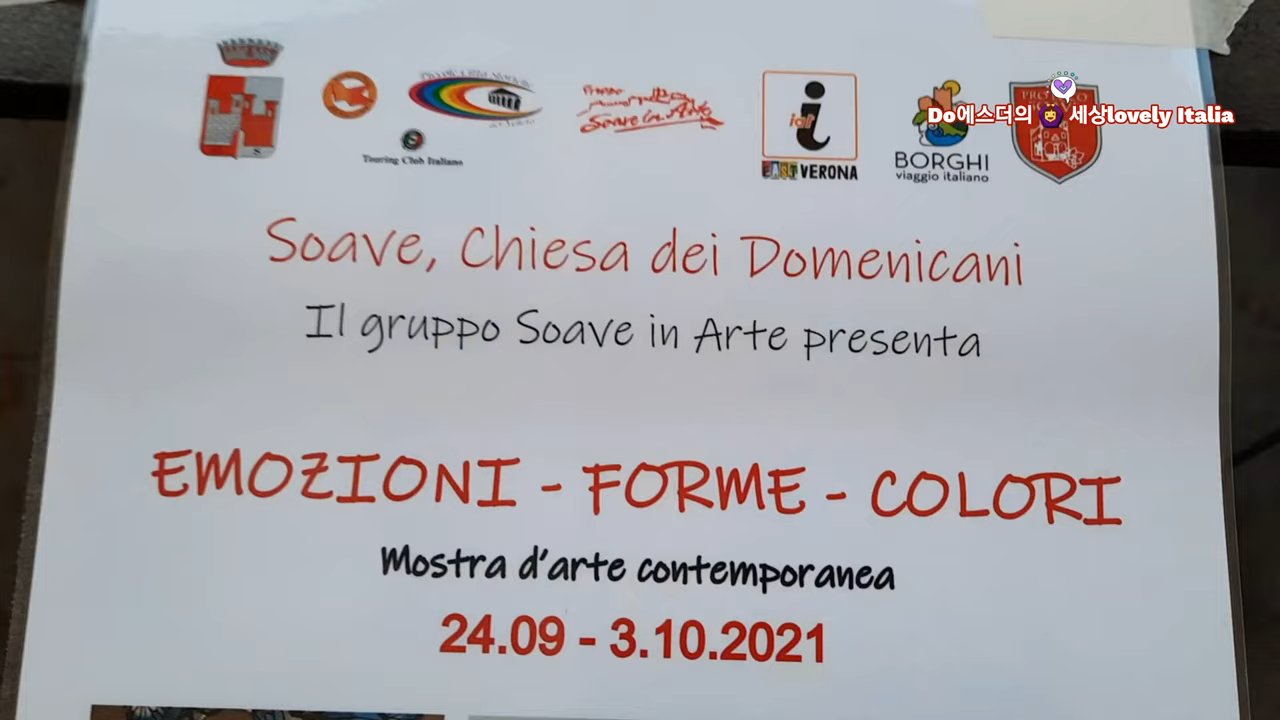 Do에스더의 세상lovely Italia
Touring Club Italiano
Gruppo
Soave in Arte
iat
EAST VERONA
BORGHI
viaggio italiano
Soave, Chiesa dei Domenicani
Il gruppo Soave in Arte presenta
EMOZIONI - FORME - COLORI
Mostra d'arte contemporanea
24.09 - 3.10.2021